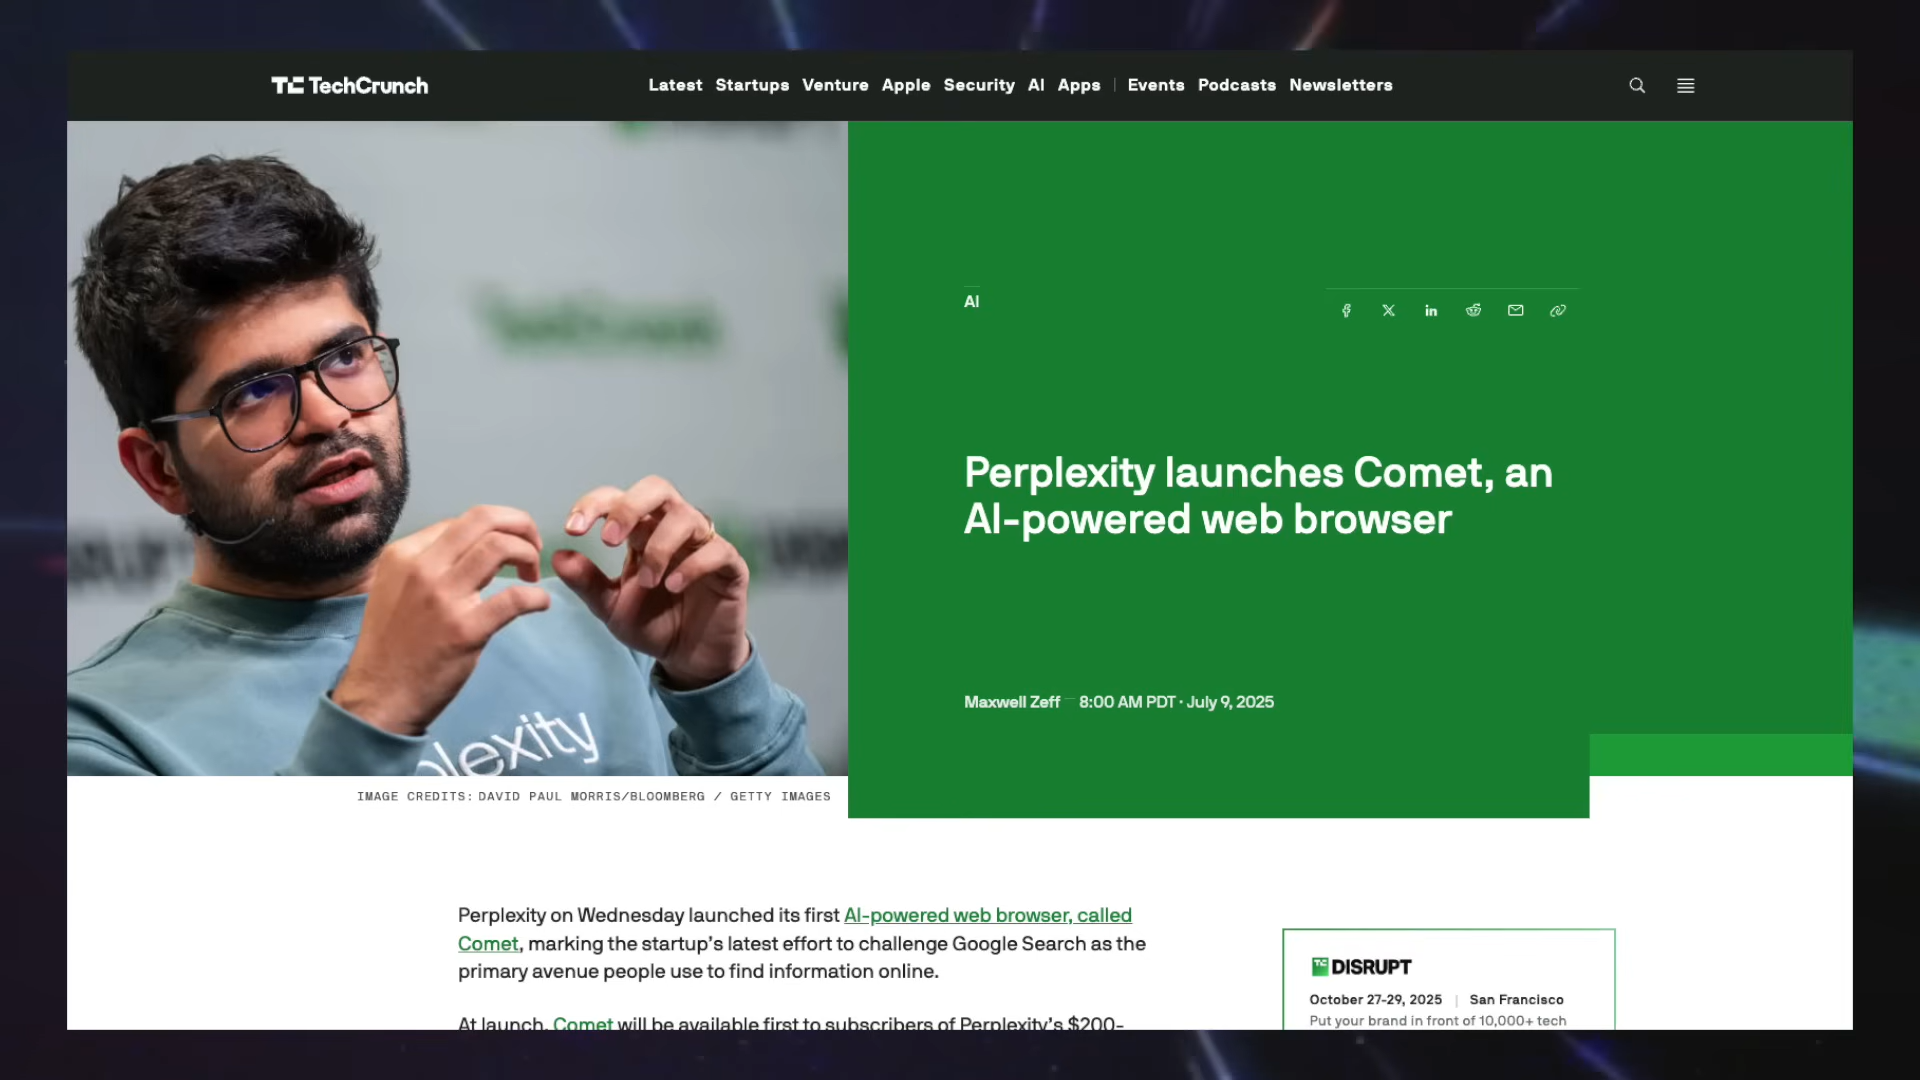 TechCrunch
Latest Startups Venture Apple Security AI Apps | Events Podcasts Newsletters
AI
Perplexity launches Comet, an
AI-powered web browser
Maxwell Zeff — 8:00 AM PDT · July 9, 2025
plexity
IMAGE CREDITS: DAVID PAUL MORRIS/BLOOMBERG / GETTY IMAGES
Perplexity on Wednesday launched its first AI-powered web browser, called
Comet, marking the startup's latest effort to challenge Google Search as the
primary avenue people use to find information online.
At launch, Comet will be available first to subscribers of Perplexity's $200-
TC DISRUPT
October 27-29, 2025 | San Francisco
Put your brand in front of 10,000+ tech